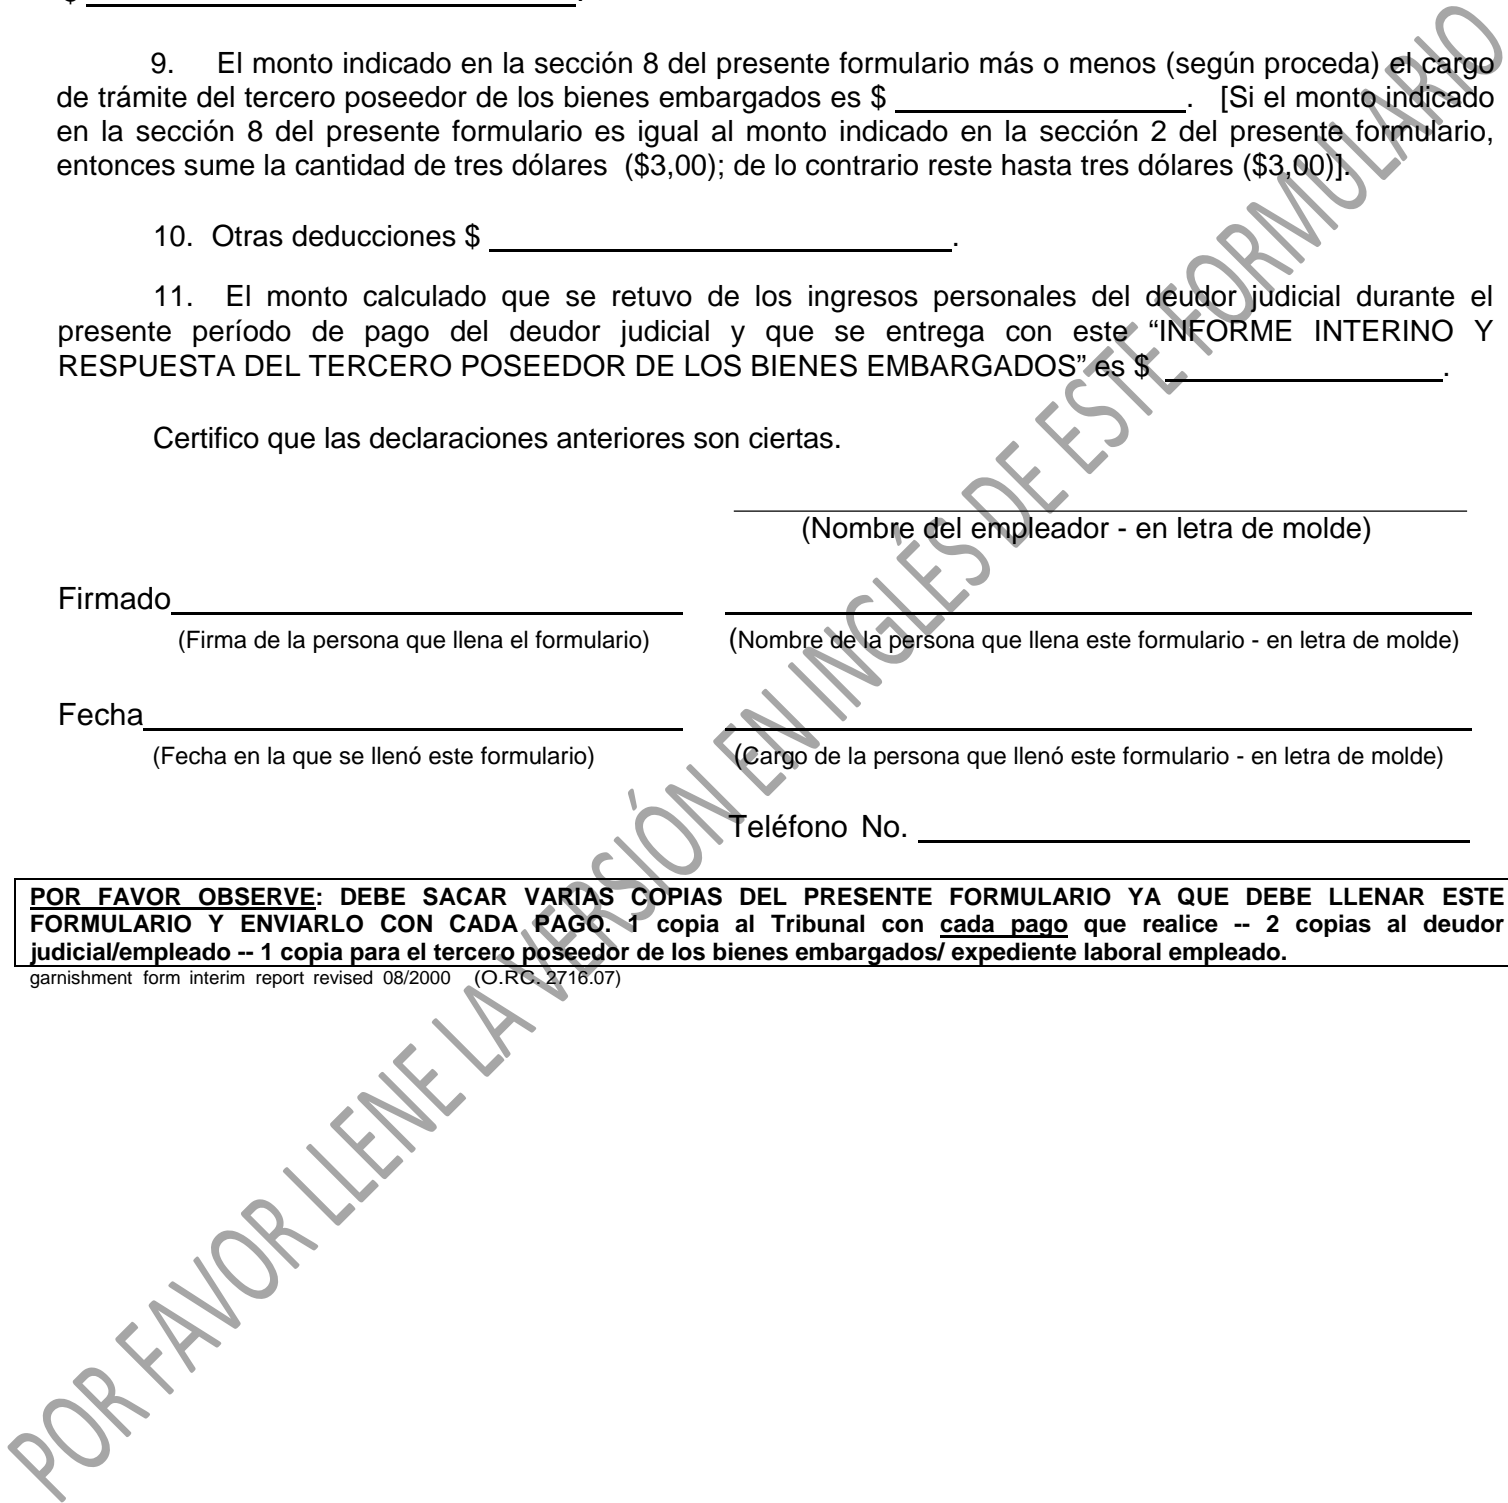 $ .
9. El monto indicado en la sección 8 del presente formulario más o menos (según proceda) el cargo
de trámite del tercero poseedor de los bienes embargados es $ . [Si el monto indicado
en la sección 8 del presente formulario es igual al monto indicado en la sección 2 del presente formulario,
entonces sume la cantidad de tres dólares ($3,00); de lo contrario reste hasta tres dólares ($3,00)].
10. Otras deducciones $ .
11. El monto calculado que se retuvo de los ingresos personales del deudor judicial durante el
presente período de pago del deudor judicial y que se entrega con este “INFORME INTERINO Y
RESPUESTA DEL TERCERO POSEEDOR DE LOS BIENES EMBARGADOS” es $ .
Certifico que las declaraciones anteriores son ciertas.
(Nombre del empleador - en letra de molde)
Firmado
(Firma de la persona que llena el formulario) (Nombre de la persona que llena este formulario - en letra de molde)
Fecha
(Fecha en la que se llenó este formulario) (Cargo de la persona que llenó este formulario - en letra de molde)
Teléfono No.
POR FAVOR OBSERVE: DEBE SACAR VARIAS COPIAS DEL PRESENTE FORMULARIO YA QUE DEBE LLENAR ESTE
FORMULARIO Y ENVIARLO CON CADA PAGO. 1 copia al Tribunal con cada pago que realice -- 2 copias al deudor
judicial/empleado -- 1 copia para el tercero poseedor de los bienes embargados/ expediente laboral empleado.
garnishment form interim report revised 08/2000 (O.RC. 2716.07)
POR FAVOR LLENE LA VERSIÓN EN INGLÉS DE ESTE FORMULARIO